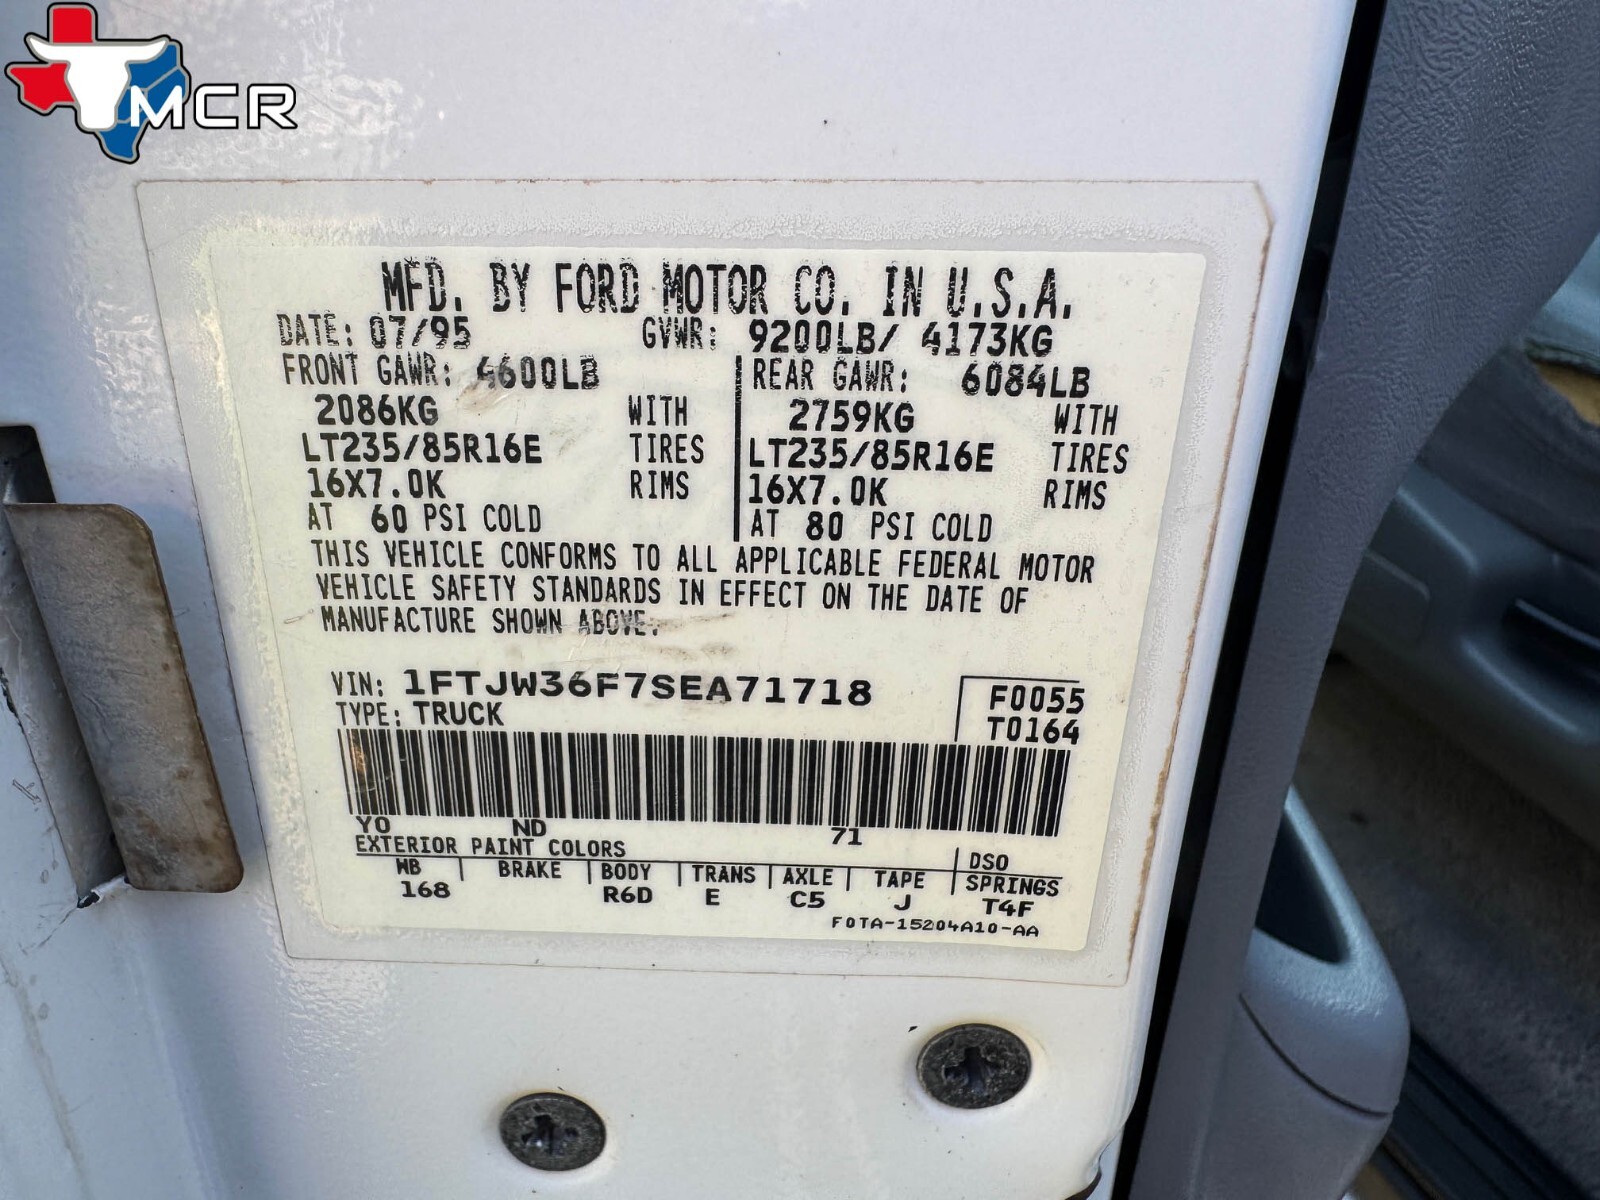 MCR
MFD. BY FORD MOTOR CO. IN U.S.A.
DATE: 07/95 GVWR: 9200LB/ 4173KG
FRONT GAWR: 4600LB REAR GAWR: 6084LB
2086KG WITH 2759KG WITH
LT235/85R16E TIRES LT235/85R16E TIRES
16X7.0K RIMS 16X7.0K RIMS
AT 60 PSI COLD AT 80 PSI COLD
THIS VEHICLE CONFORMS TO ALL APPLICABLE FEDERAL MOTOR
VEHICLE SAFETY STANDARDS IN EFFECT ON THE DATE OF
MANUFACTURE SHOWN ABOVE.
VIN: 1FTJW36F7SEA71718 F0055
TYPE: TRUCK T0164
YO ND 71
EXTERIOR PAINT COLORS DSO
WB BRAKE BODY TRANS AXLE TAPE SPRINGS
168 R6D E C5 J T4F
F0TA-15204A10-AA